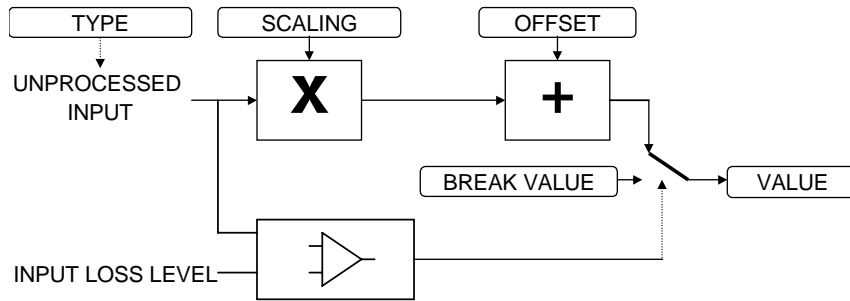 TYPE
SCALING
OFFSET
UNPROCESSED
INPUT
X
+
BREAK VALUE
VALUE
INPUT LOSS LEVEL